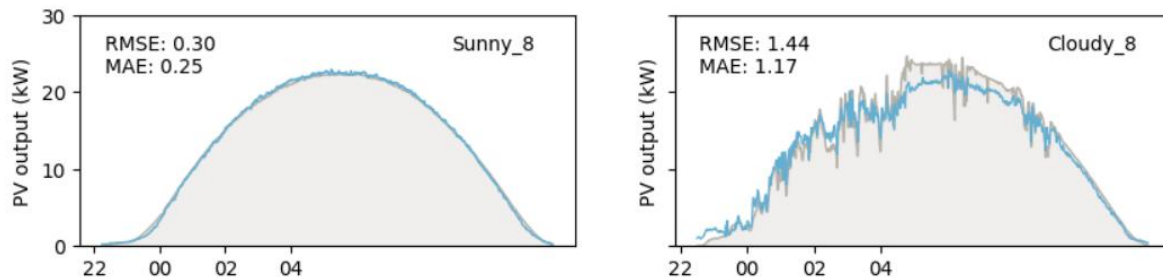 30
20
10
0
PV output (kW)
RMSE: 0.30
MAE: 0.25
Sunny_8
22 00 02 04
PV output (kW)
RMSE: 1.44
MAE: 1.17
Cloudy_8
22 00 02 04